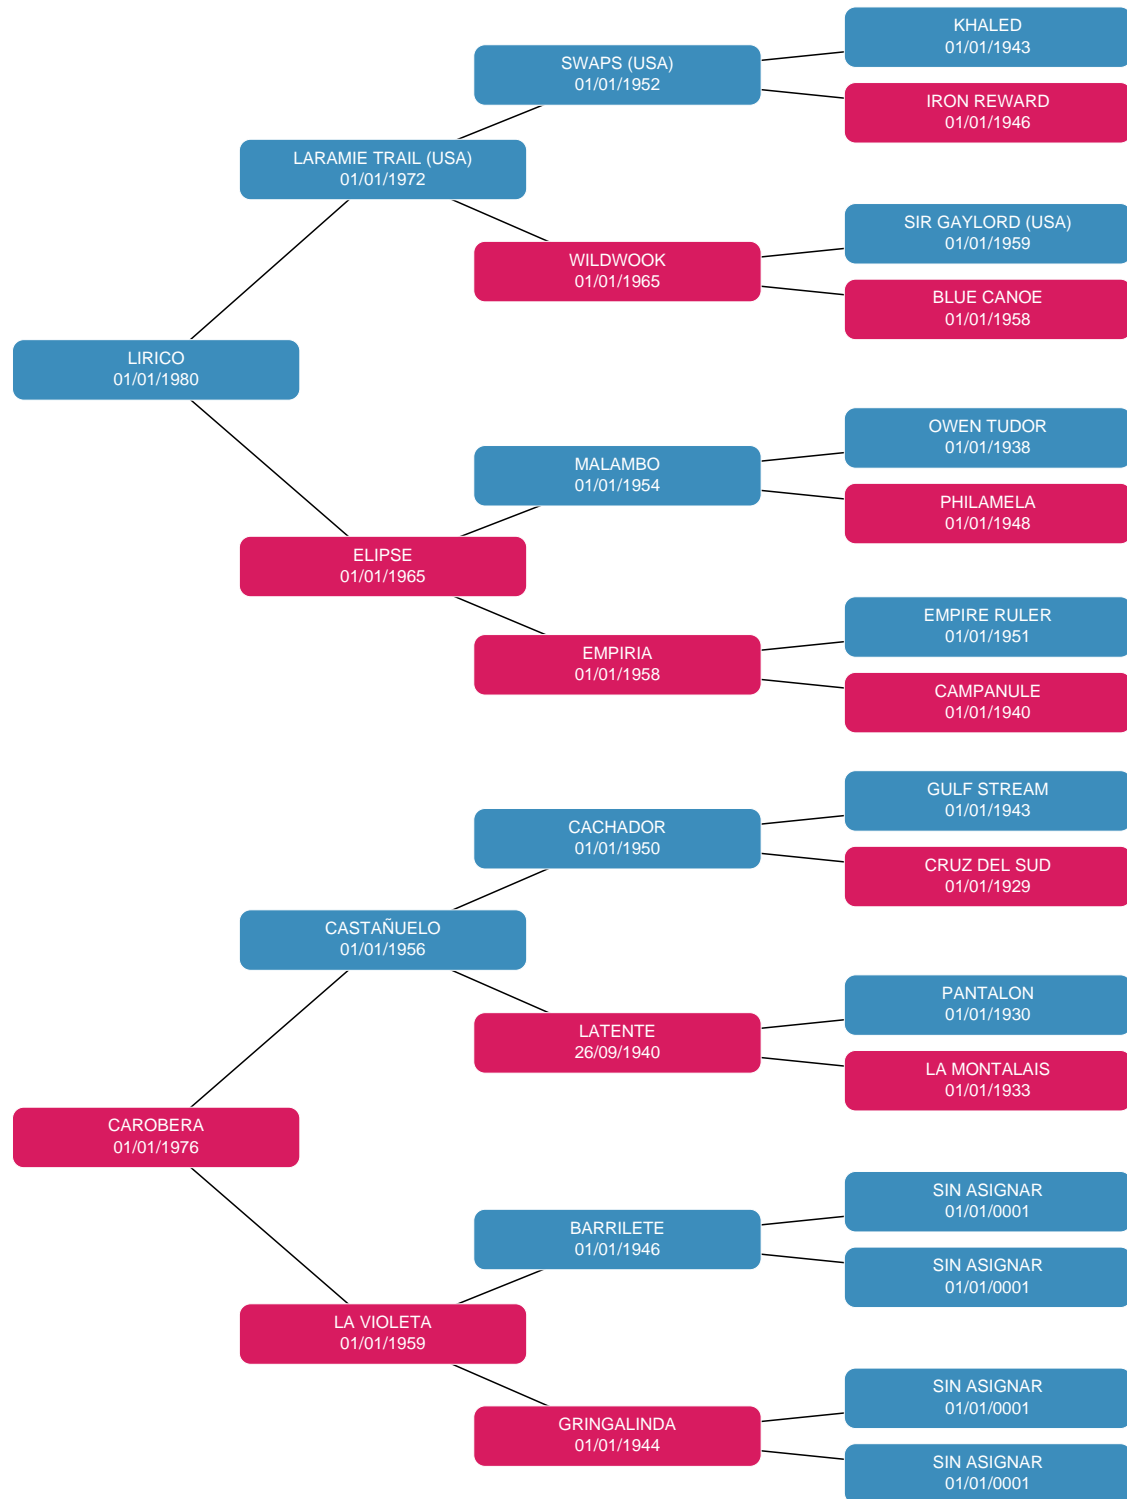 KHALED
01/01/1943
SWAPS (USA)
01/01/1952
IRON REWARD
01/01/1946
LARAMIE TRAIL (USA)
01/01/1972
SIR GAYLORD (USA)
01/01/1959
WILDWOOK
01/01/1965
BLUE CANOE
01/01/1958
LIRICO
01/01/1980
OWEN TUDOR
01/01/1938
MALAMBO
01/01/1954
PHILAMELA
01/01/1948
ELIPSE
01/01/1965
EMPIRE RULER
01/01/1951
EMPIRIA
01/01/1958
CAMPANULE
01/01/1940
GULF STREAM
01/01/1943
CACHADOR
01/01/1950
CRUZ DEL SUD
01/01/1929
CASTAÑUELO
01/01/1956
PANTALON
01/01/1930
LATENTE
26/09/1940
LA MONTALAIS
01/01/1933
CAROBERA
01/01/1976
SIN ASIGNAR
01/01/0001
BARRILETE
01/01/1946
SIN ASIGNAR
01/01/0001
LA VIOLETA
01/01/1959
SIN ASIGNAR
01/01/0001
GRINGALINDA
01/01/1944
SIN ASIGNAR
01/01/0001